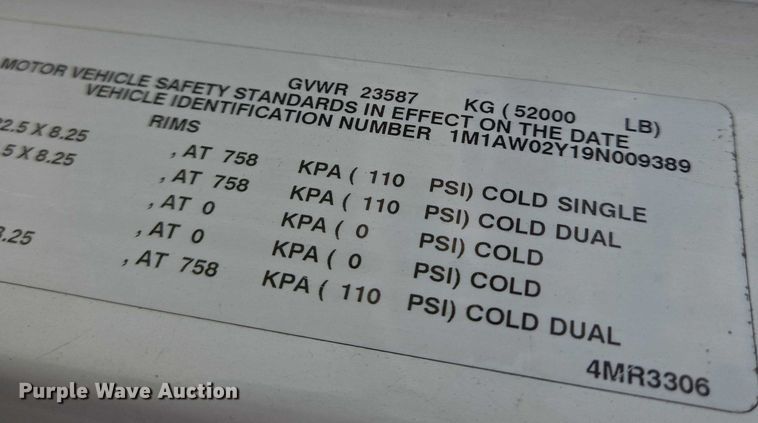 GVWR 23587 KG ( 52000 LB)
MOTOR VEHICLE SAFETY STANDARDS IN EFFECT ON THE DATE
VEHICLE IDENTIFICATION NUMBER 1M1AW02Y19N009389
22.5 X 8.25 RIMS , AT 758 KPA ( 110 PSI) COLD SINGLE
.5 X 8.25 , AT 758 KPA ( 110 PSI) COLD DUAL
, AT 0 KPA ( 0 PSI) COLD
, AT 0 KPA ( 0 PSI) COLD
.25 , AT 758 KPA ( 110 PSI) COLD DUAL
4MR3306
Purple Wave Auction